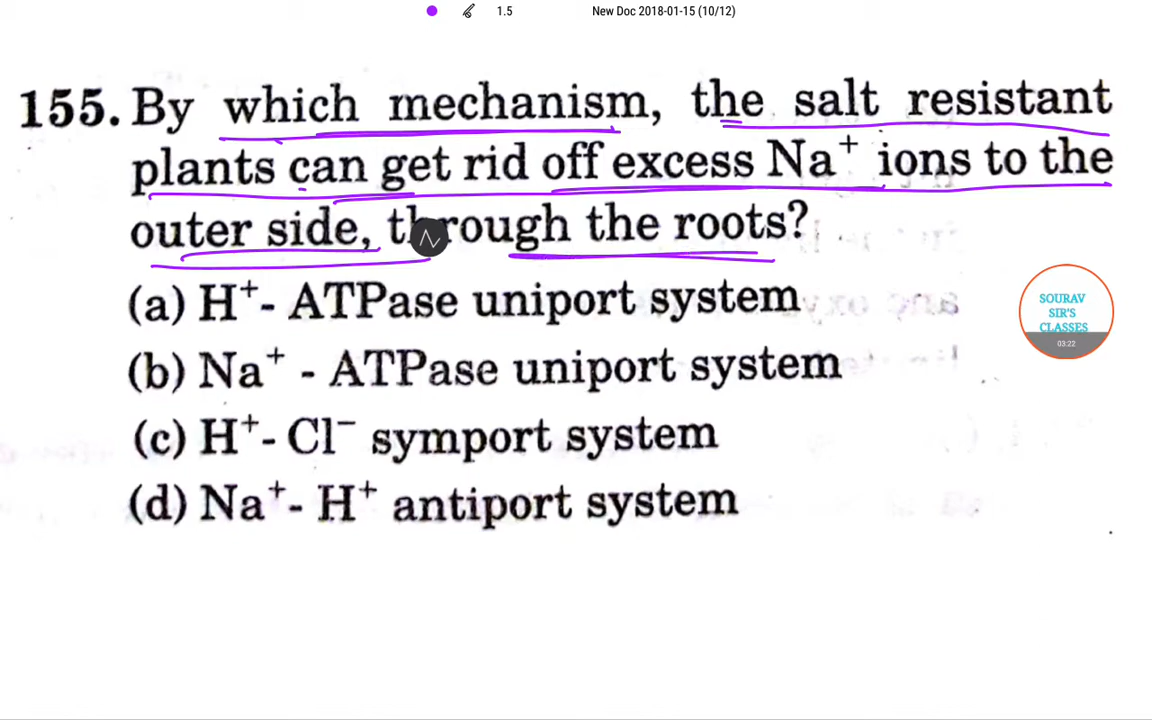 1.5 New Doc 2018-01-15 (10/12)
155. By which mechanism, the salt resistant
plants can get rid off excess Na⁺ ions to the
outer side, through the roots?
(a) H⁺- ATPase uniport system
(b) Na⁺ - ATPase uniport system
(c) H⁺- Cl⁻ symport system
(d) Na⁺- H⁺ antiport system
SOURAV
SIR'S
CLASSES
03:22